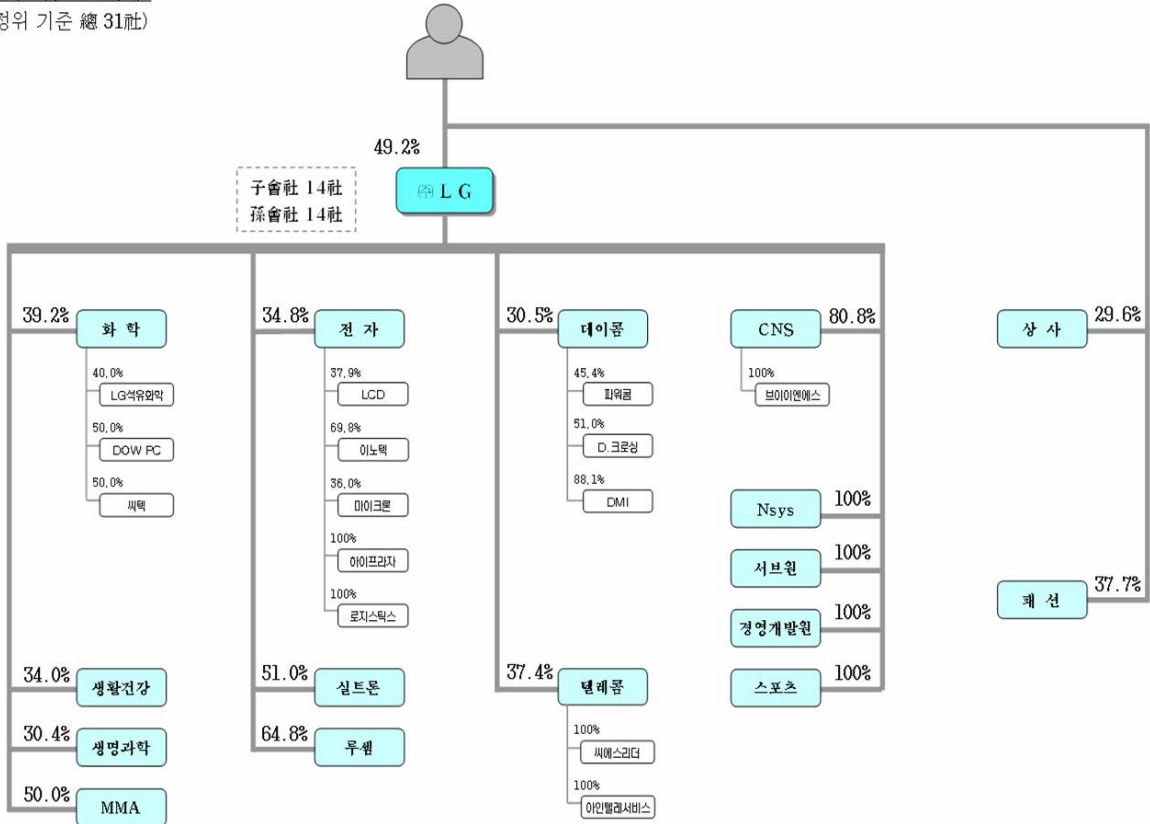 정위 기준 總 31社)
49.2%
子會社 14社
孫會社 14社
㈜ L G
39.2%
화 학
40.0%
LG석유화학
50.0%
DOW PC
50.0%
씨텍
34.0%
생활건강
30.4%
생명과학
50.0%
MMA
34.8%
전 자
37.9%
LCD
69.8%
이노텍
36.0%
마이크론
100%
하이프라자
100%
로지스틱스
51.0%
실트론
64.8%
루셈
30.5%
데이콤
45.4%
파워콤
51.0%
D.크로싱
88.1%
DMI
37.4%
텔레콤
100%
씨에스리더
100%
아인텔레서비스
CNS
80.8%
100%
브이이엔에스
Nsys
100%
서브원
100%
경영개발원
100%
스포츠
100%
상 사
29.6%
패 션
37.7%